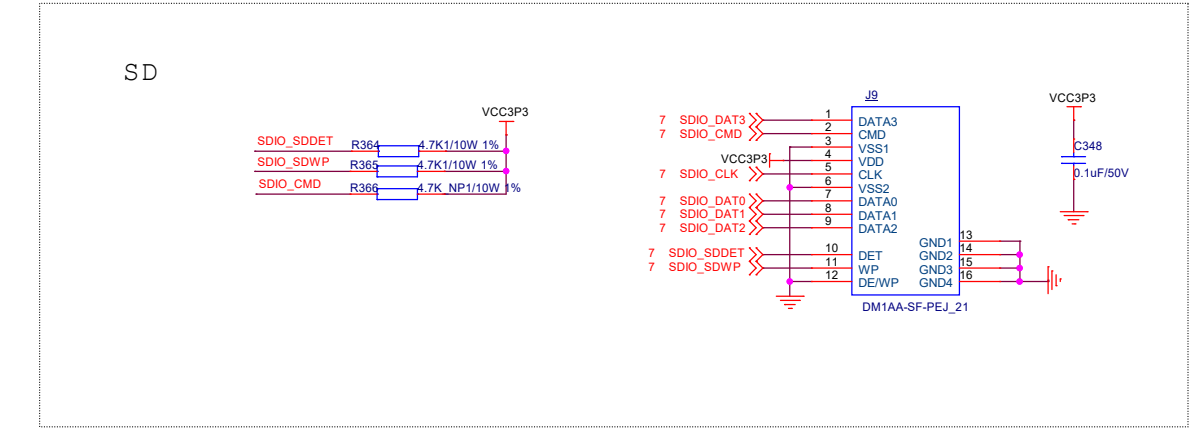 SD
VCC3P3
SDIO_SDDET R364 4.7K1/10W 1%
SDIO_SDWP R365 4.7K1/10W 1%
SDIO_CMD R366 4.7K_NP1/10W 1%
J9
7 SDIO_DAT3 1 DATA3
7 SDIO_CMD 2 CMD
3 VSS1
VCC3P3 4 VDD
7 SDIO_CLK 5 CLK
6 VSS2
7 SDIO_DAT0 7 DATA0
7 SDIO_DAT1 8 DATA1
7 SDIO_DAT2 9 DATA2
GND1 13
7 SDIO_SDDET 10 DET GND2 14
7 SDIO_SDWP 11 WP GND3 15
12 DE/WP GND4 16
DM1AA-SF-PEJ_21
VCC3P3
C348
0.1uF/50V